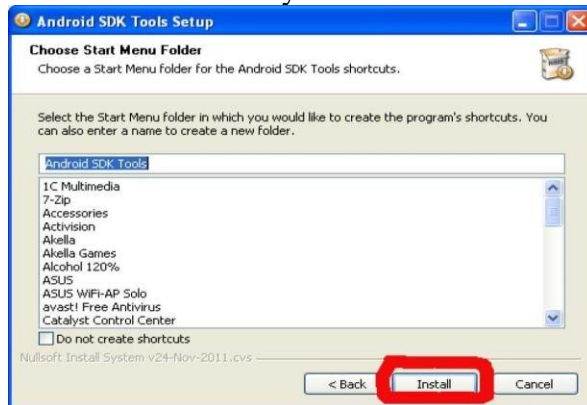 Android SDK Tools Setup
Choose Start Menu Folder
Choose a Start Menu folder for the Android SDK Tools shortcuts.
Select the Start Menu folder in which you would like to create the program's shortcuts. You
can also enter a name to create a new folder.
Android SDK Tools
1C Multimedia
7-Zip
Accessories
Activision
Akella
Akella Games
Alcohol 120%
ASUS
ASUS WiFi-AP Solo
avast! Free Antivirus
Catalyst Control Center
Do not create shortcuts
Nullsoft Install System v24-Nov-2011.cvs
< Back Install Cancel